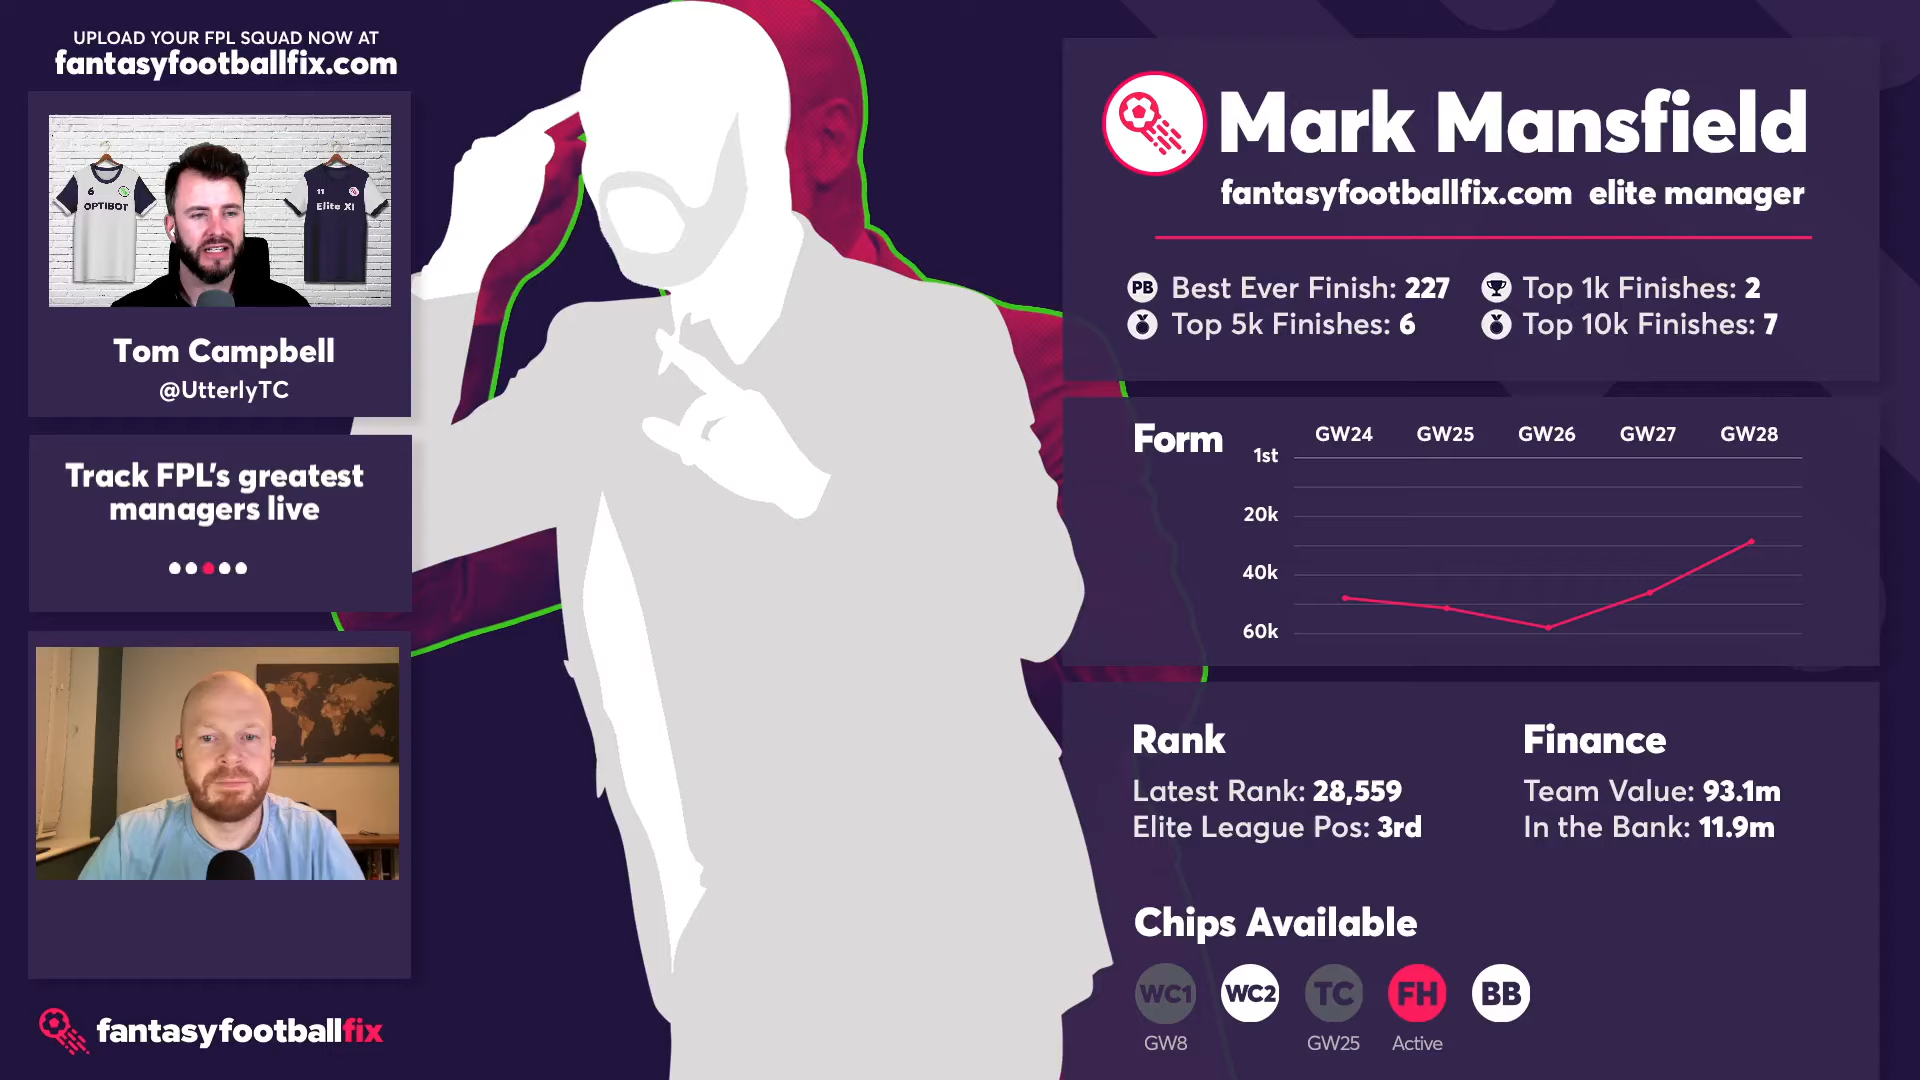 UPLOAD YOUR FPL SQUAD NOW AT
fantasyfootballfix.com
6
OPTIBOT
11
Elite XI
Tom Campbell
@UtterlyTC
Track FPL's greatest
managers live
fantasyfootballfix
Mark Mansfield
fantasyfootballfix.com elite manager
PB Best Ever Finish: 227
Top 1k Finishes: 2
Top 5k Finishes: 6
Top 10k Finishes: 7
Form
GW24 GW25 GW26 GW27 GW28
1st
20k
40k
60k
Rank
Latest Rank: 28,559
Elite League Pos: 3rd
Finance
Team Value: 93.1m
In the Bank: 11.9m
Chips Available
WC1 WC2 TC FH BB
GW8 GW25 Active